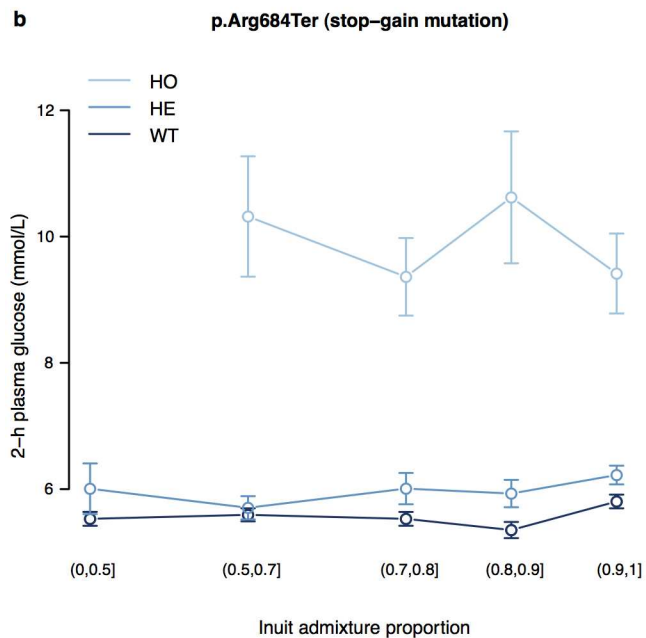 b
p.Arg684Ter (stop–gain mutation)
HO
HE
WT
12
10
8
6
2–h plasma glucose (mmol/L)
(0,0.5] (0.5,0.7] (0.7,0.8] (0.8,0.9] (0.9,1]
Inuit admixture proportion